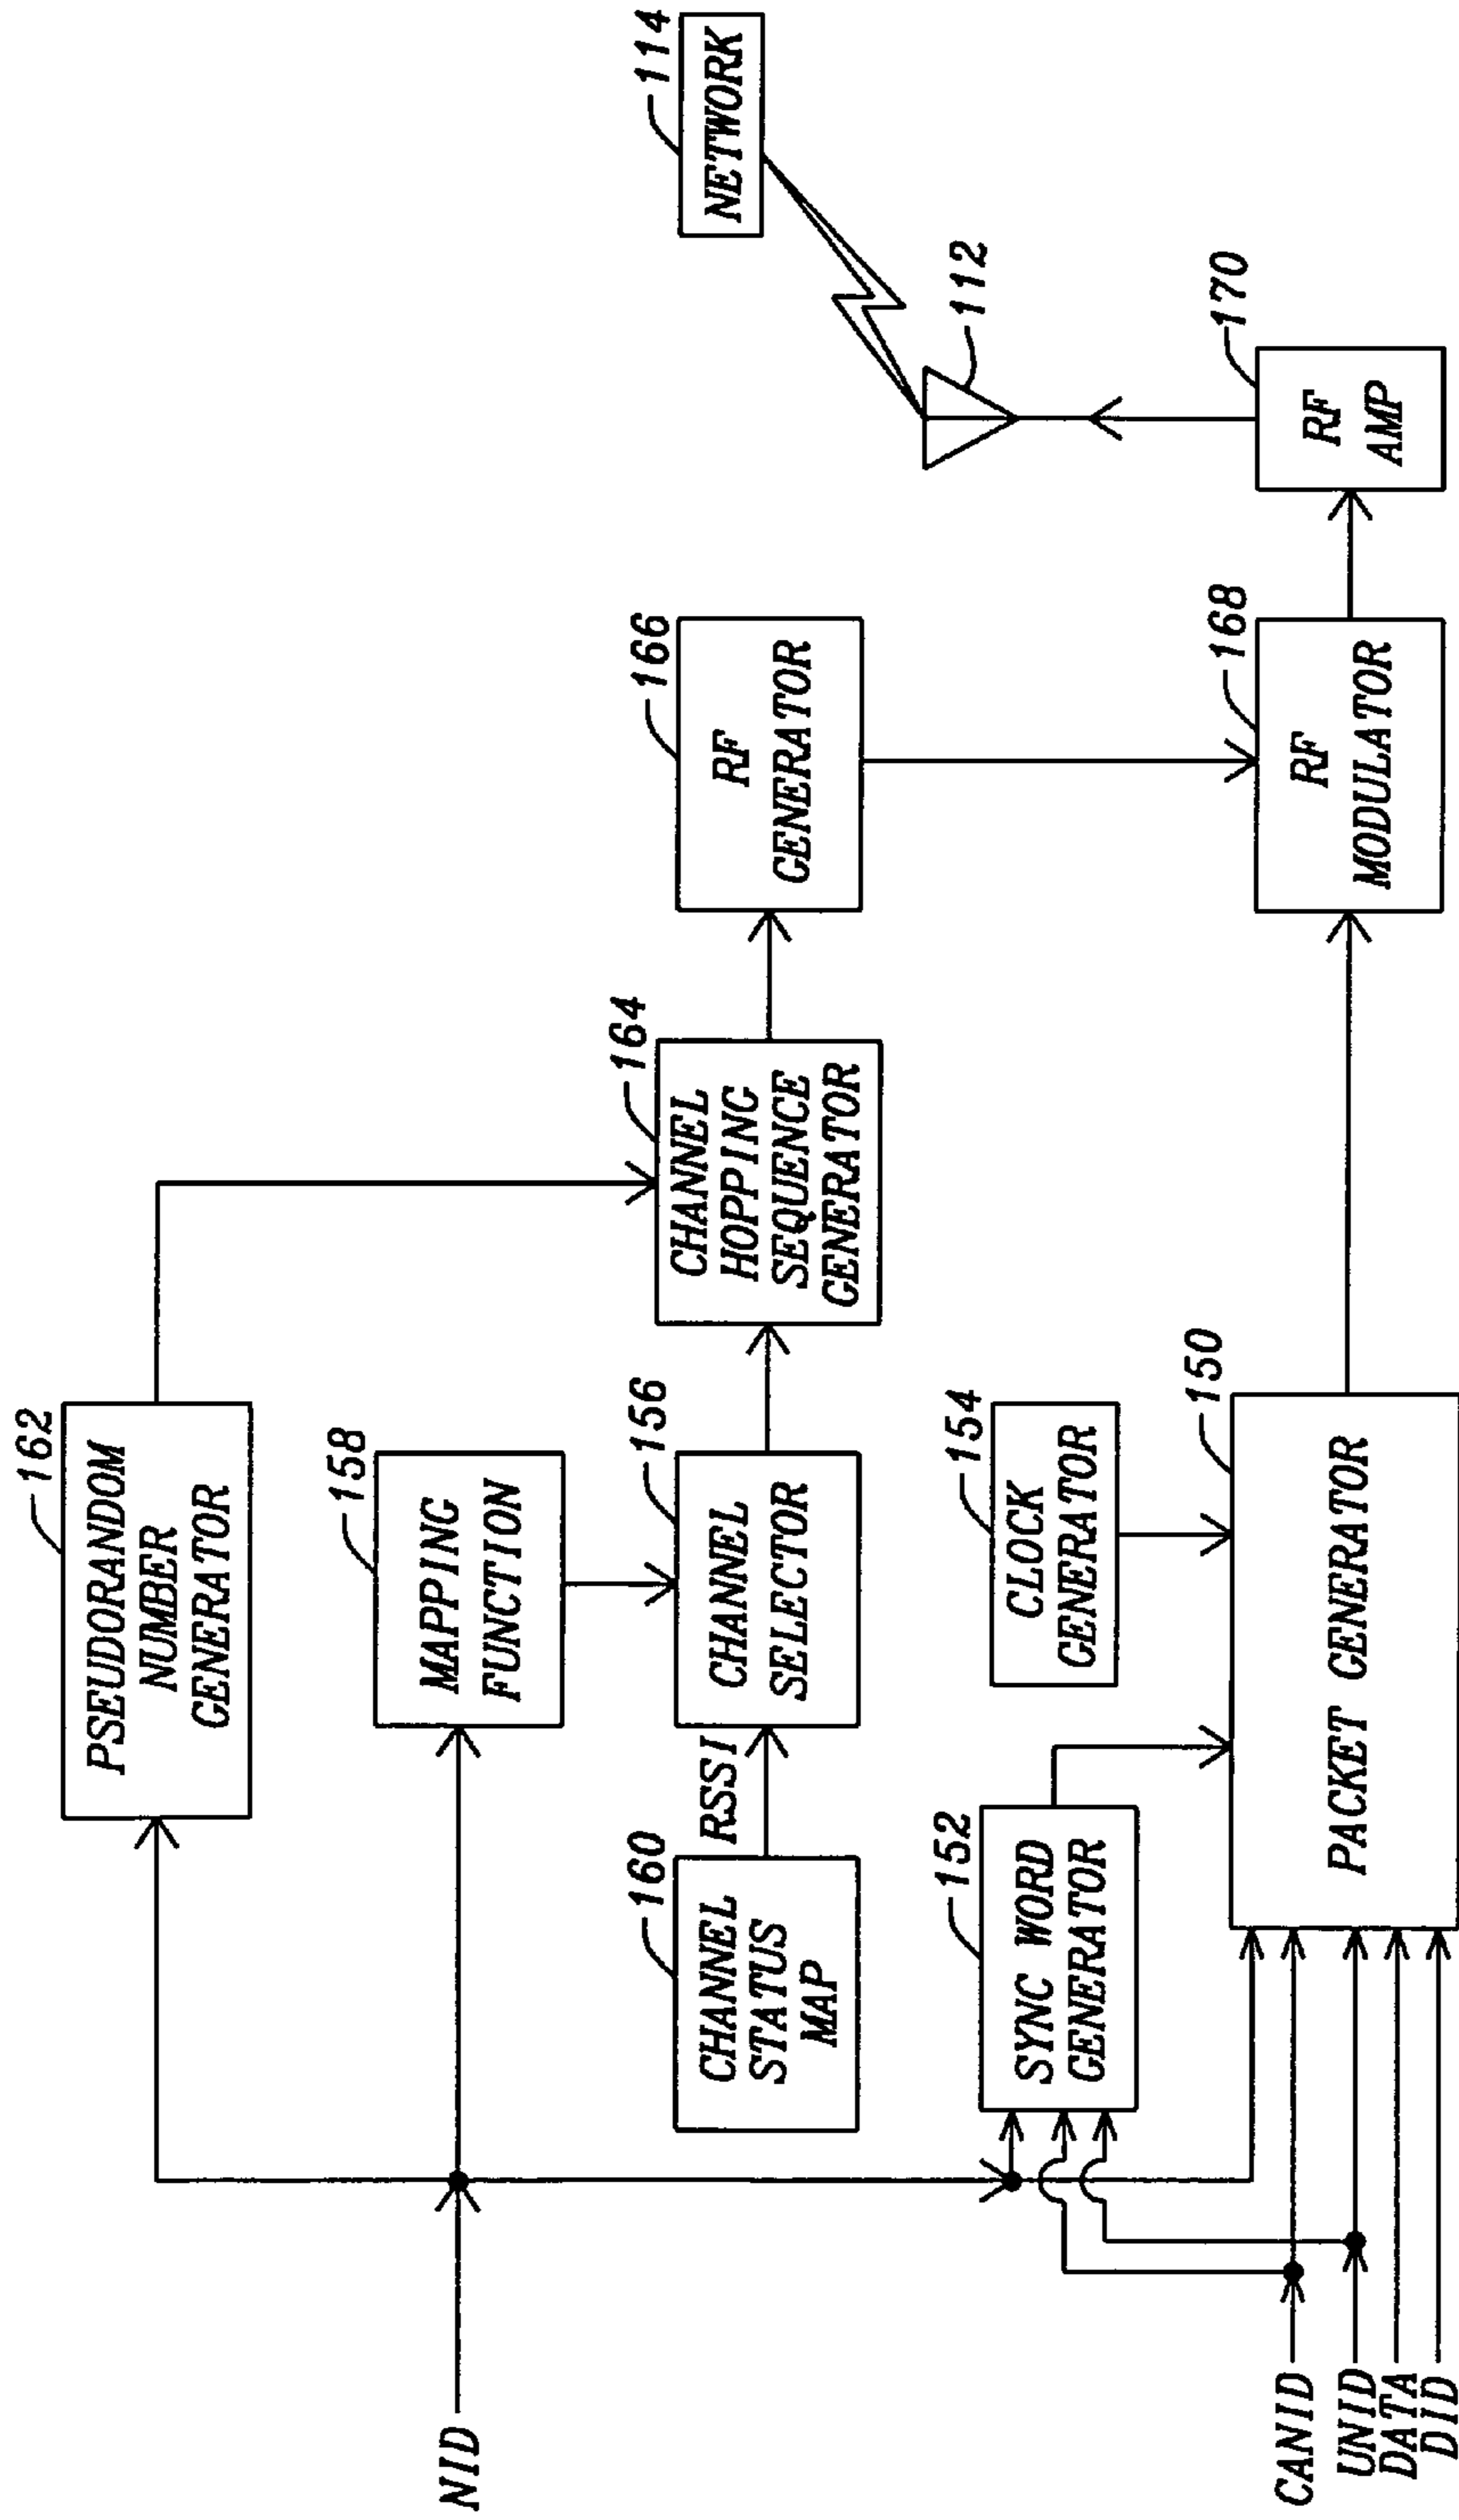 162
PSEUDORANDOM
NUMBER
GENERATOR
158
MAPPING
FUNCTION
NID
160
CHANNEL
STATUS
MAP
RSSI
156
CHANNEL
SELECTOR
164
CHANNEL
HOPPING
SEQUENCE
GENERATOR
166
RF
GENERATOR
114
NETWORK
112
152
SYNC WORD
GENERATOR
154
CLOCK
GENERATOR
150
PACKET GENERATOR
168
RF
MODULATOR
170
RF
AMP
CANID
UNID
DATA
DID